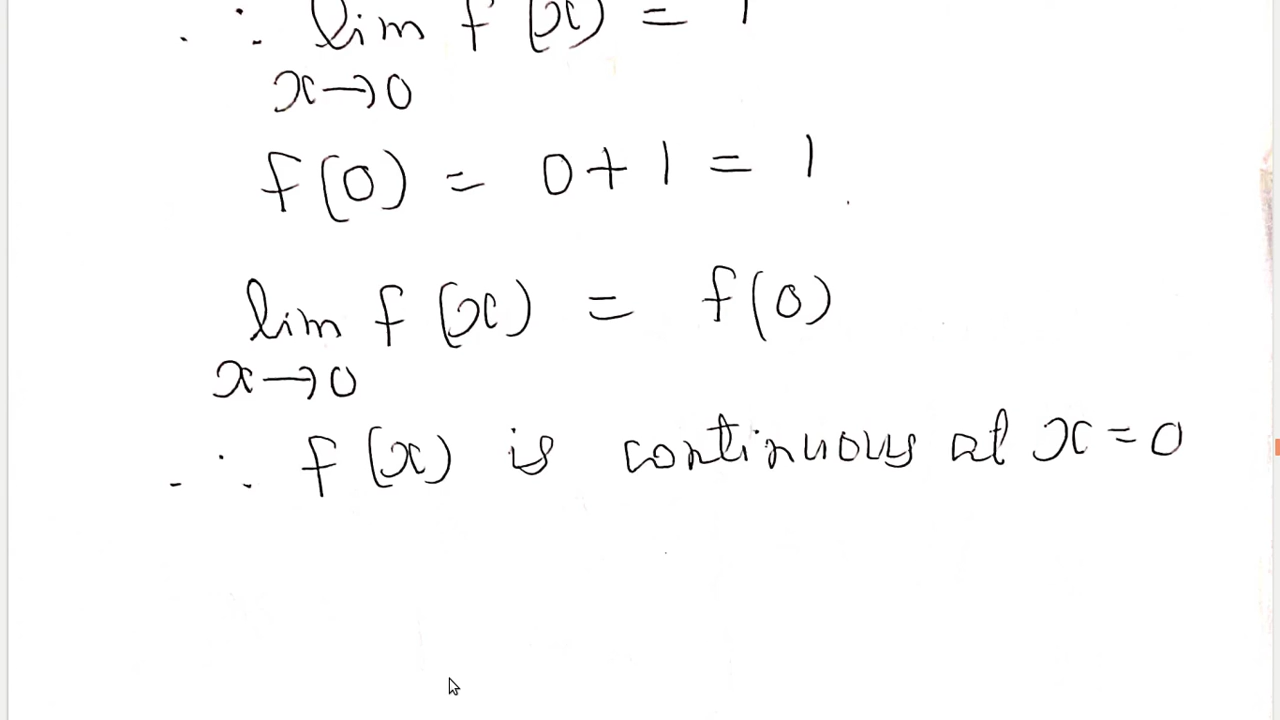 ∴ lim f(x) = 1
x→0
f(0) = 0+1 = 1
lim f(x) = f(0)
x→0
∴ f(x) is continuous at x=0